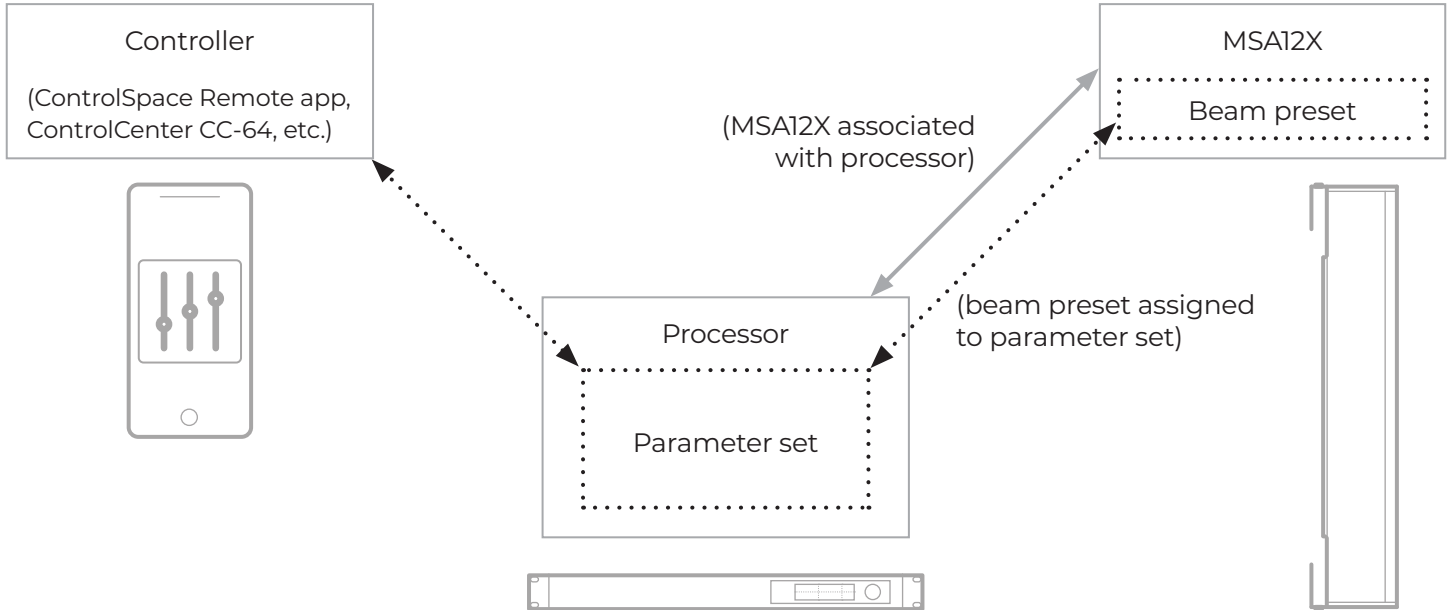 Controller
(ControlSpace Remote app,
ControlCenter CC-64, etc.)
MSA12X
Beam preset
(MSA12X associated
with processor)
(beam preset assigned
to parameter set)
Processor
Parameter set